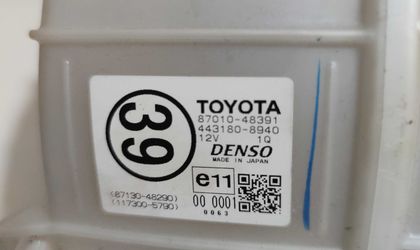 39
TOYOTA
87010-48391
443180-8940
12V 1Q
DENSO
MADE IN JAPAN
e11
00 0001
0063
(87130-48290)
(117300-5790)